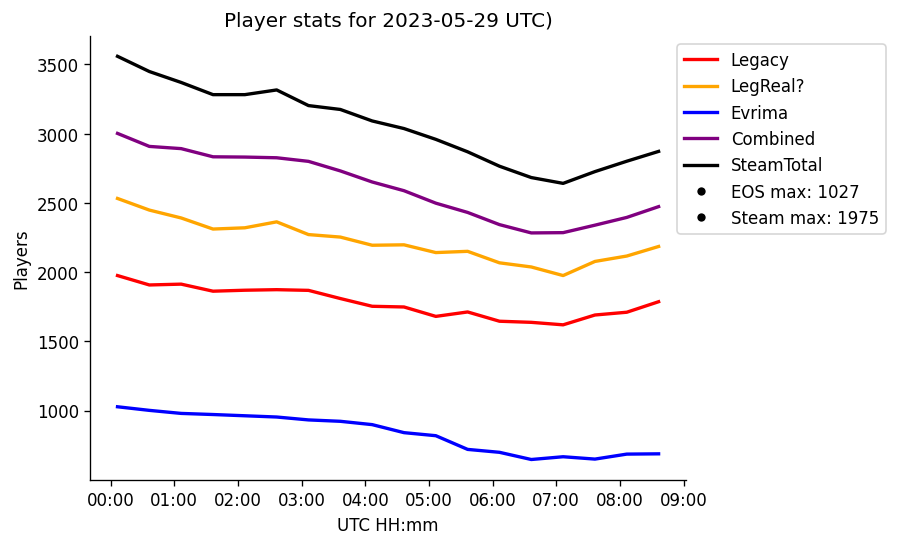 Player stats for 2023-05-29 UTC)
Players
3500
3000
2500
2000
1500
1000
00:00 01:00 02:00 03:00 04:00 05:00 06:00 07:00 08:00 09:00
UTC HH:mm
Legacy
LegReal?
Evrima
Combined
SteamTotal
EOS max: 1027
Steam max: 1975